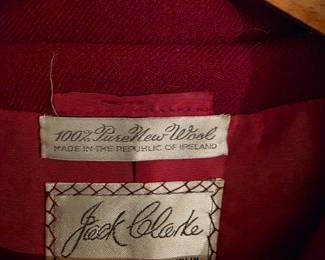 100% Pure New Wool
MADE IN THE REPUBLIC OF IRELAND
Jack Clarke